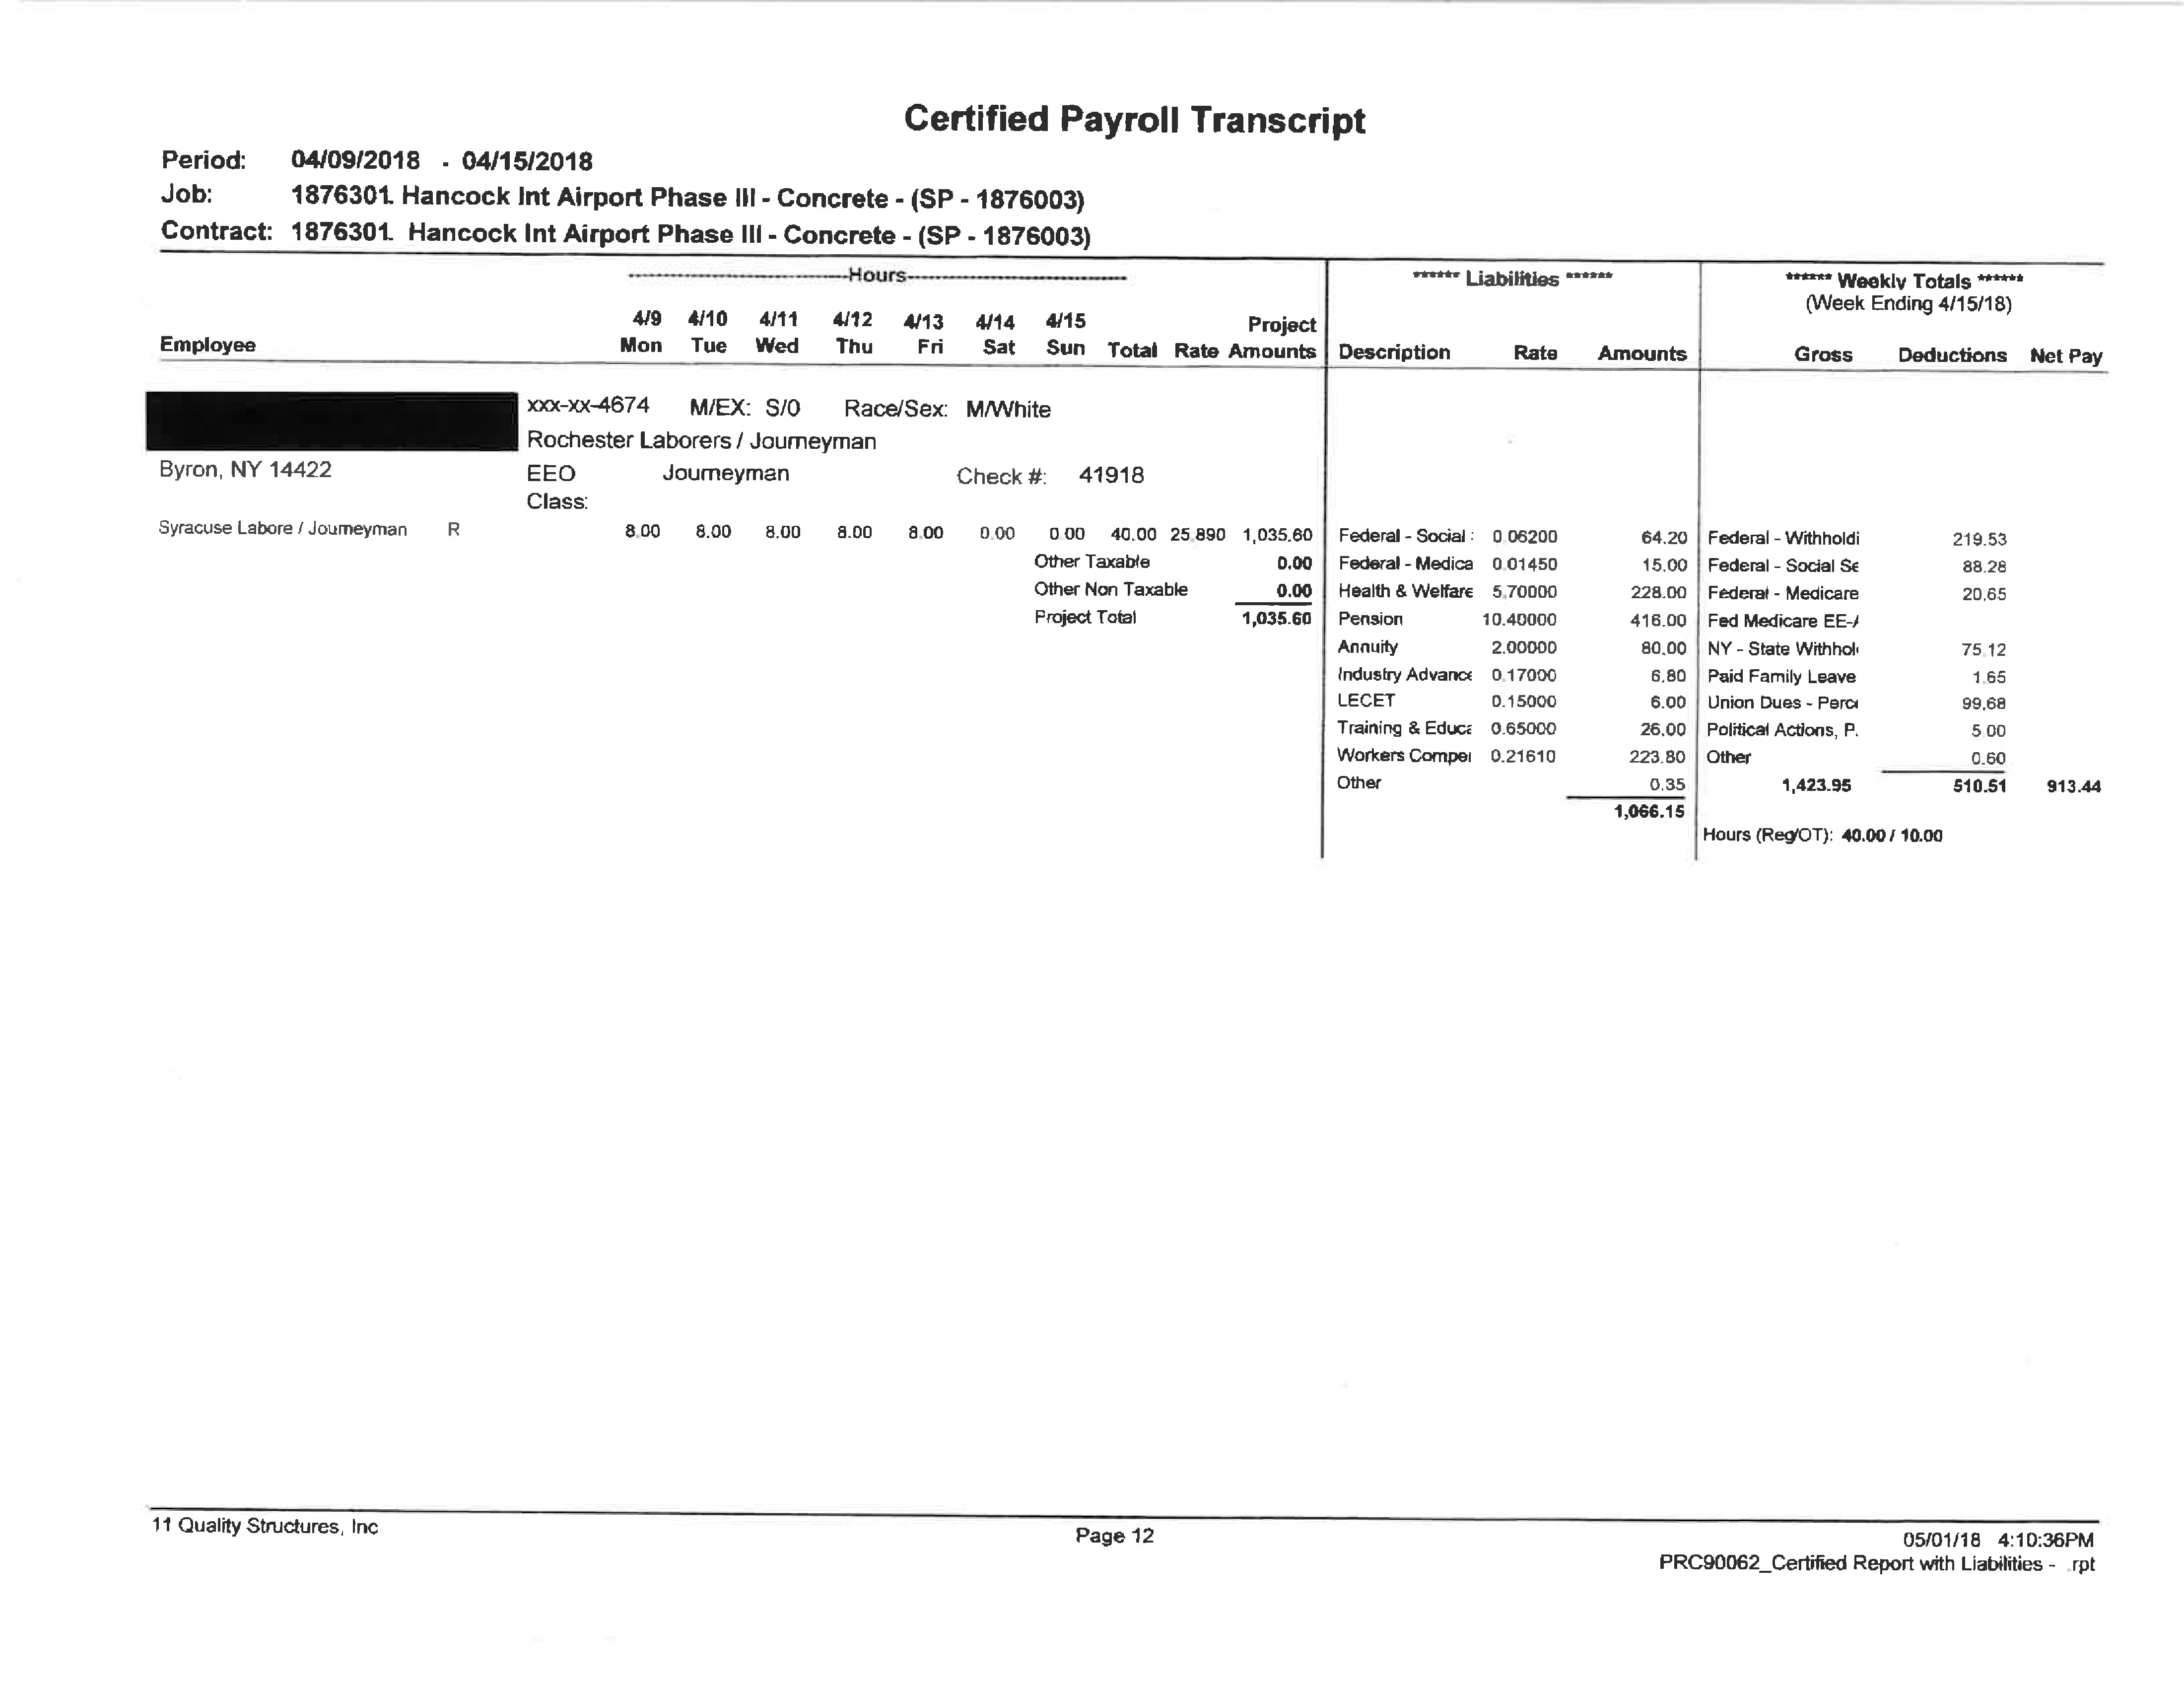 Certified Payroll Transcript
Period: 04/09/2018 - 04/15/2018
Job: 1876301. Hancock Int Airport Phase III - Concrete - (SP - 1876003)
Contract: 1876301. Hancock Int Airport Phase III - Concrete - (SP - 1876003)
Hours ****** Liabilities ****** ****** Weekly Totals ******
(Week Ending 4/15/18)
4/9 4/10 4/11 4/12 4/13 4/14 4/15 Project
Employee Mon Tue Wed Thu Fri Sat Sun Total Rate Amounts Description Rate Amounts Gross Deductions Net Pay
xxx-xx-4674 M/EX: S/0 Race/Sex: M/White
Rochester Laborers / Journeyman
Byron, NY 14422 EEO Journeyman Check #: 41918
Class:
Syracuse Labore / Journeyman R 8.00 8.00 8.00 8.00 8.00 0.00 0.00 40.00 25.890 1,035.60 Federal - Social : 0.06200 64.20 Federal - Withholdi 219.53
Other Taxable 0.00 Federal - Medica 0.01450 15.00 Federal - Social Se 88.28
Other Non Taxable 0.00 Health & Welfare 5.70000 228.00 Federal - Medicare 20.65
Project Total 1,035.60 Pension 10.40000 416.00 Fed Medicare EE-/
Annuity 2.00000 80.00 NY - State Withhol 75.12
Industry Advance 0.17000 6.80 Paid Family Leave 1.65
LECET 0.15000 6.00 Union Dues - Perc 99.68
Training & Educa 0.65000 26.00 Political Actions, P. 5.00
Workers Compe 0.21610 223.80 Other 0.60
Other 0.35 1,423.95 510.51 913.44
1,066.15
Hours (Reg/OT): 40.00 / 10.00
11 Quality Structures, Inc Page 12 05/01/18 4:10:36PM
PRC90062_Certified Report with Liabilities - .rpt